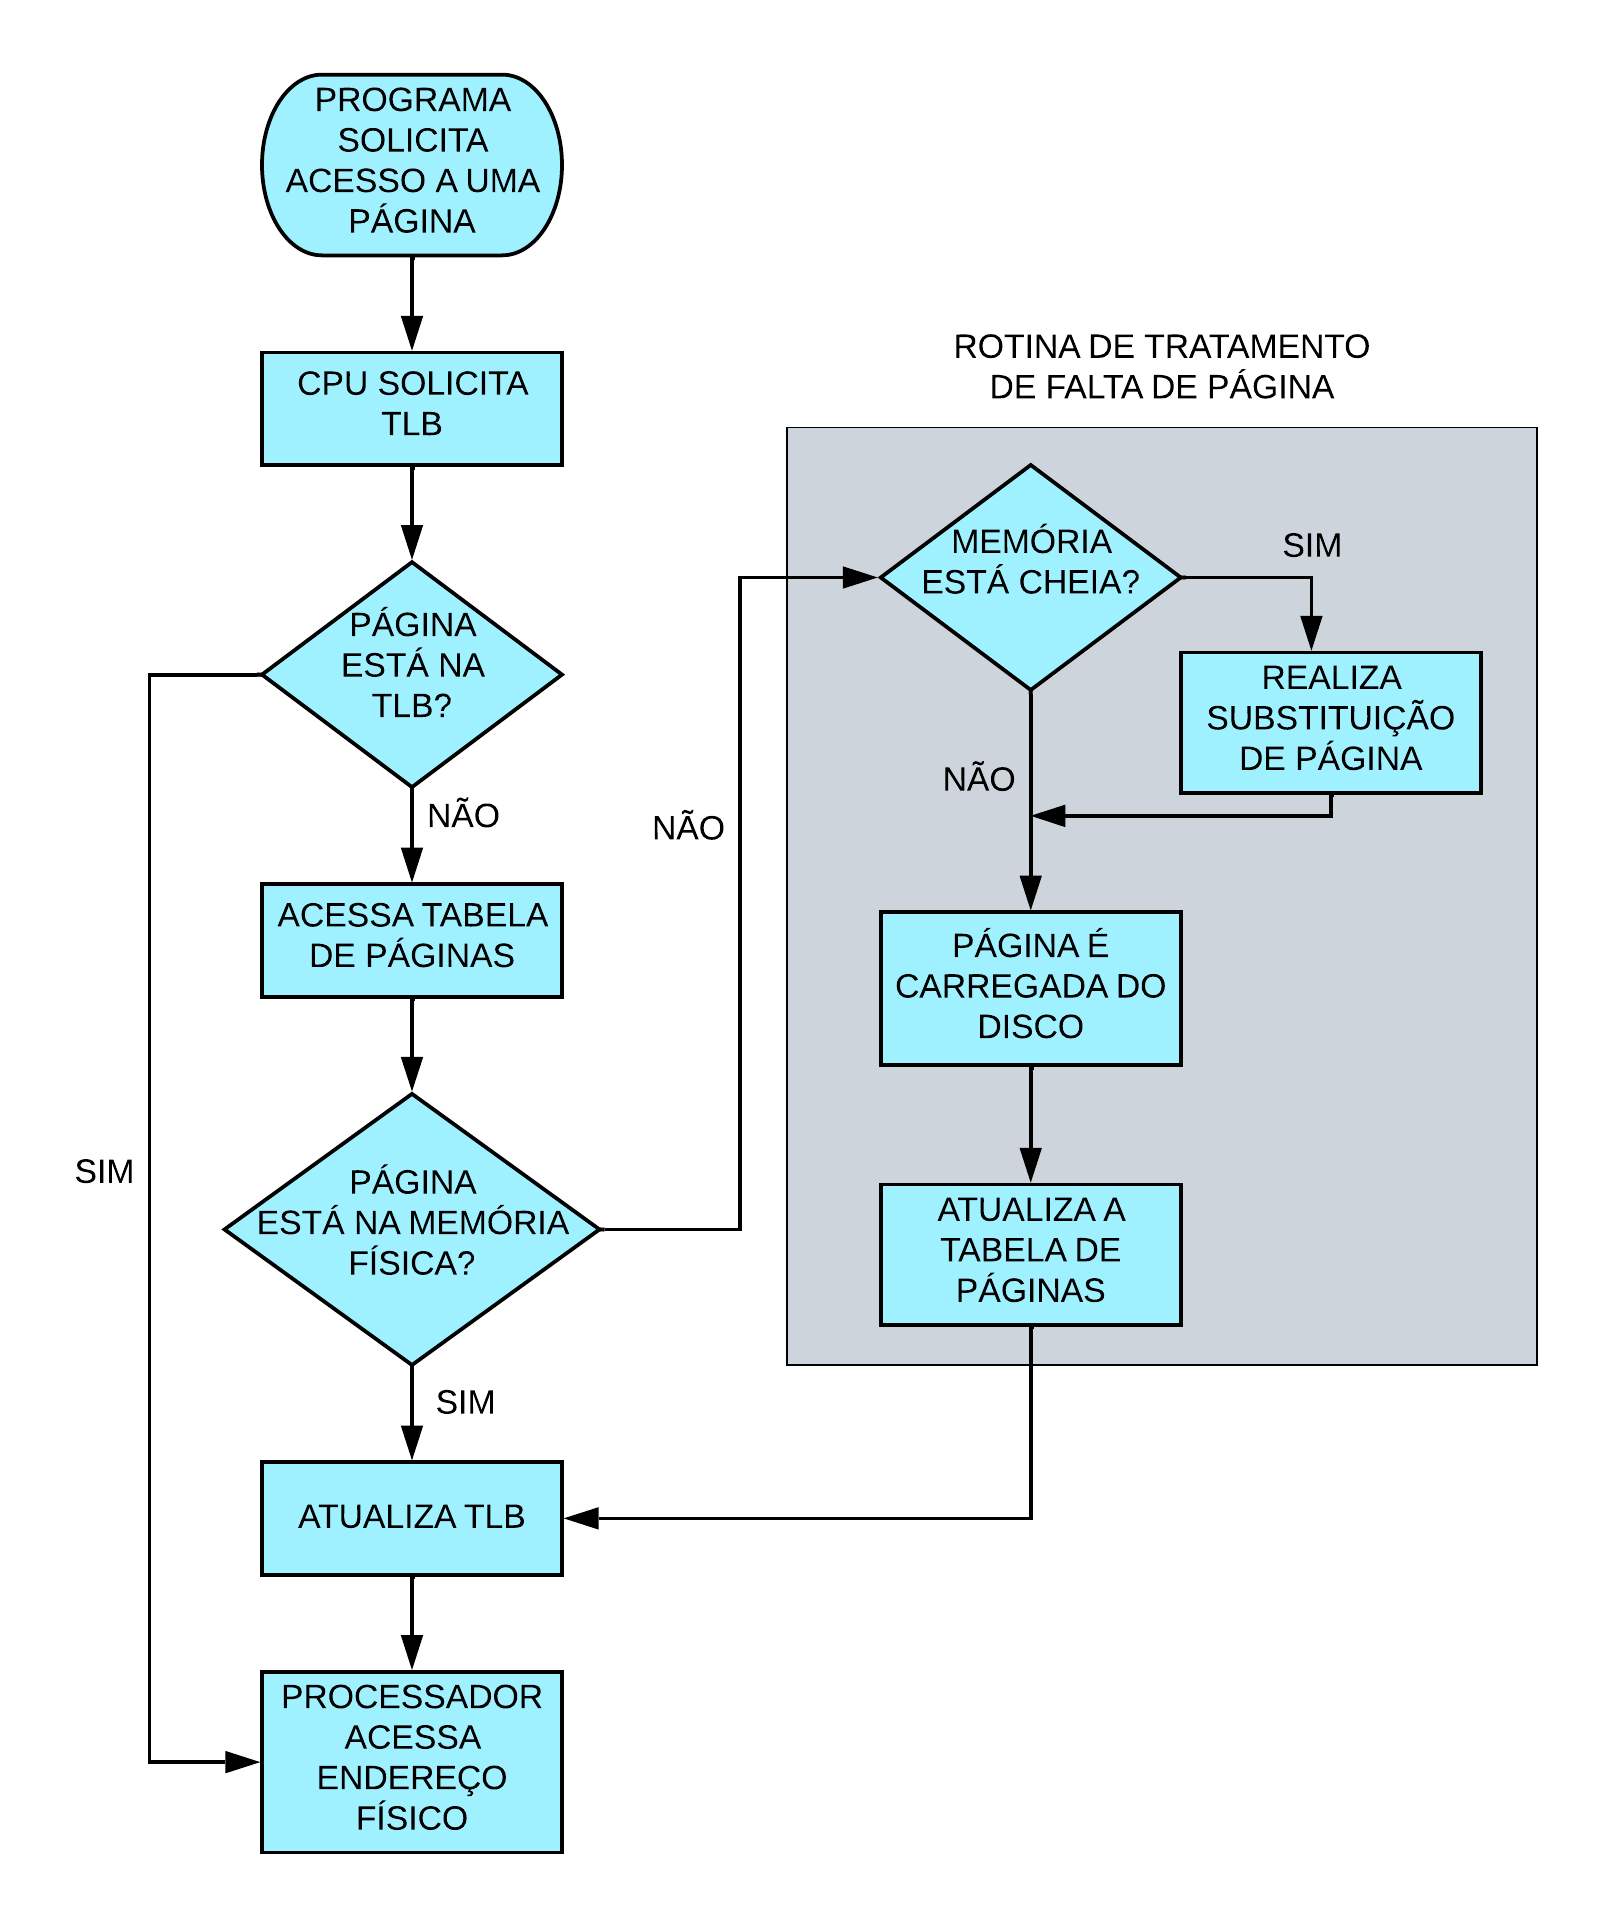 PROGRAMA
SOLICITA
ACESSO A UMA
PÁGINA
CPU SOLICITA
TLB
PÁGINA
ESTÁ NA
TLB?
NÃO
ACESSA TABELA
DE PÁGINAS
PÁGINA
ESTÁ NA MEMÓRIA
FÍSICA?
SIM
SIM
ATUALIZA TLB
PROCESSADOR
ACESSA
ENDEREÇO
FÍSICO
NÃO
ROTINA DE TRATAMENTO
DE FALTA DE PÁGINA
MEMÓRIA
ESTÁ CHEIA?
SIM
REALIZA
SUBSTITUIÇÃO
DE PÁGINA
NÃO
PÁGINA É
CARREGADA DO
DISCO
ATUALIZA A
TABELA DE
PÁGINAS